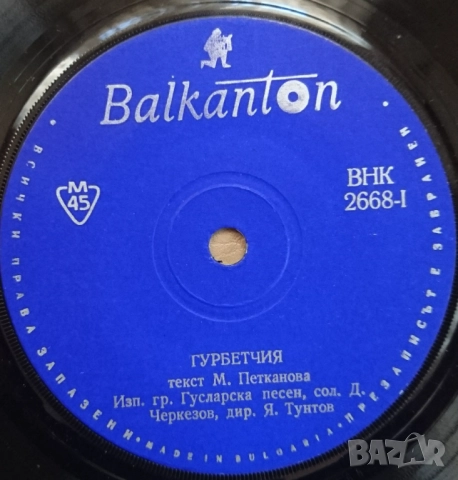 Balkanton
M
45
ВНК
2668-I
ГУРБЕТЧИЯ
текст М. Петканова
Изп. гр. Гусларска песен, сол. Д.
Черкезов, дир. Я. Тунтов
• ВСИЧКИ ПРАВА ЗАПАЗЕНИ • MADE IN BULGARIA • ПРЕЗАПИСЪТ Е ЗАБРАНЕН •
BAZAR